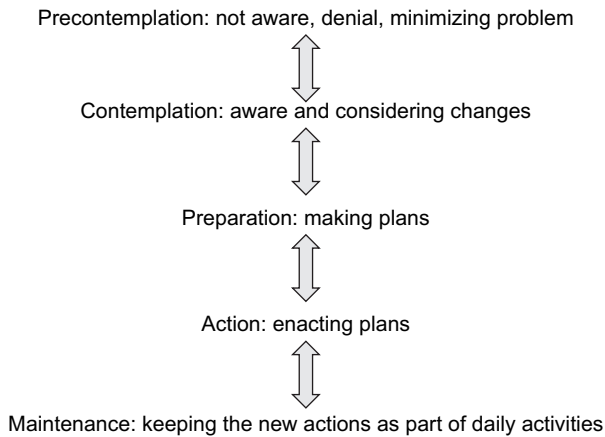 Precontemplation: not aware, denial, minimizing problem
Contemplation: aware and considering changes
Preparation: making plans
Action: enacting plans
Maintenance: keeping the new actions as part of daily activities